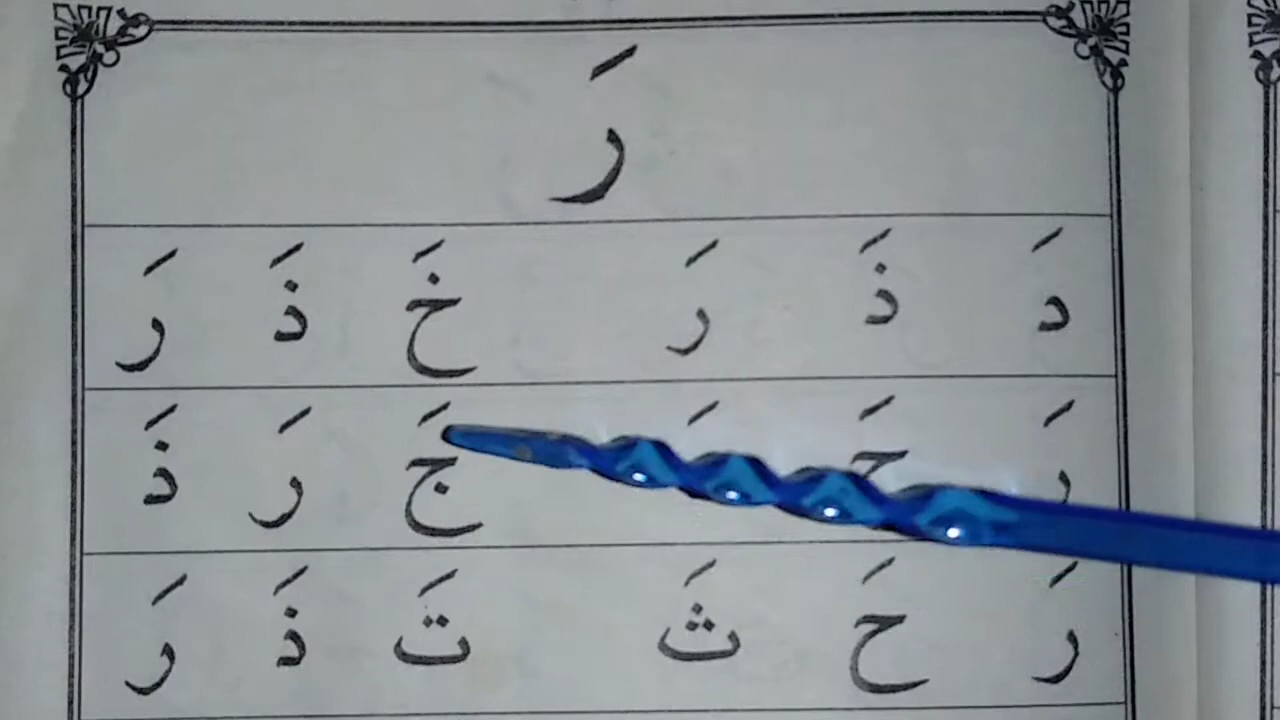 رَ
دَ ذَ رَ خَ ذَ رَ
رَ جَ رَ ذَ
رَ حَ ثَ تَ ذَ رَ